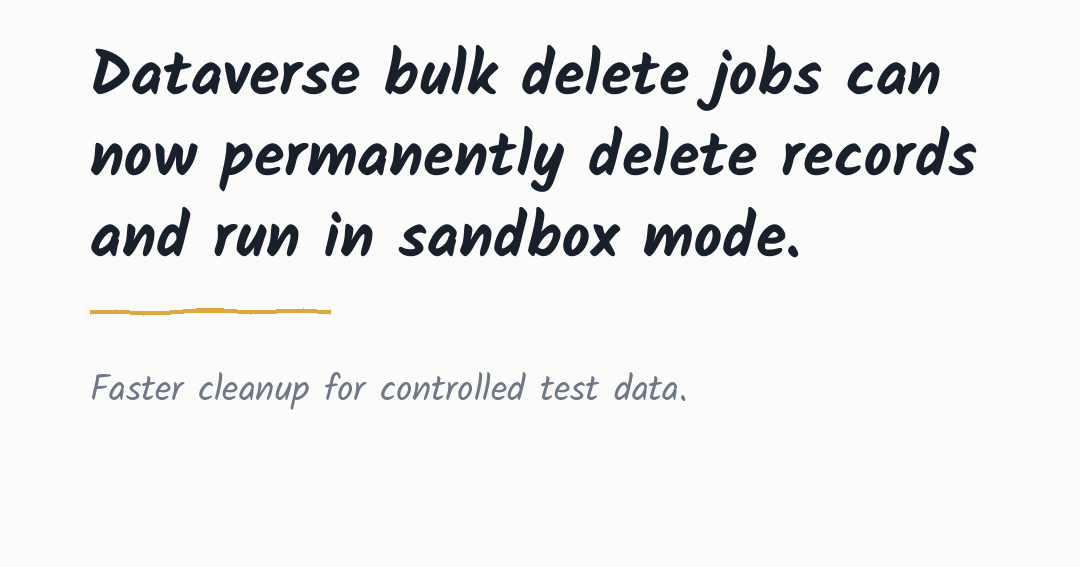 Dataverse bulk delete jobs can
now permanently delete records
and run in sandbox mode.
Faster cleanup for controlled test data.